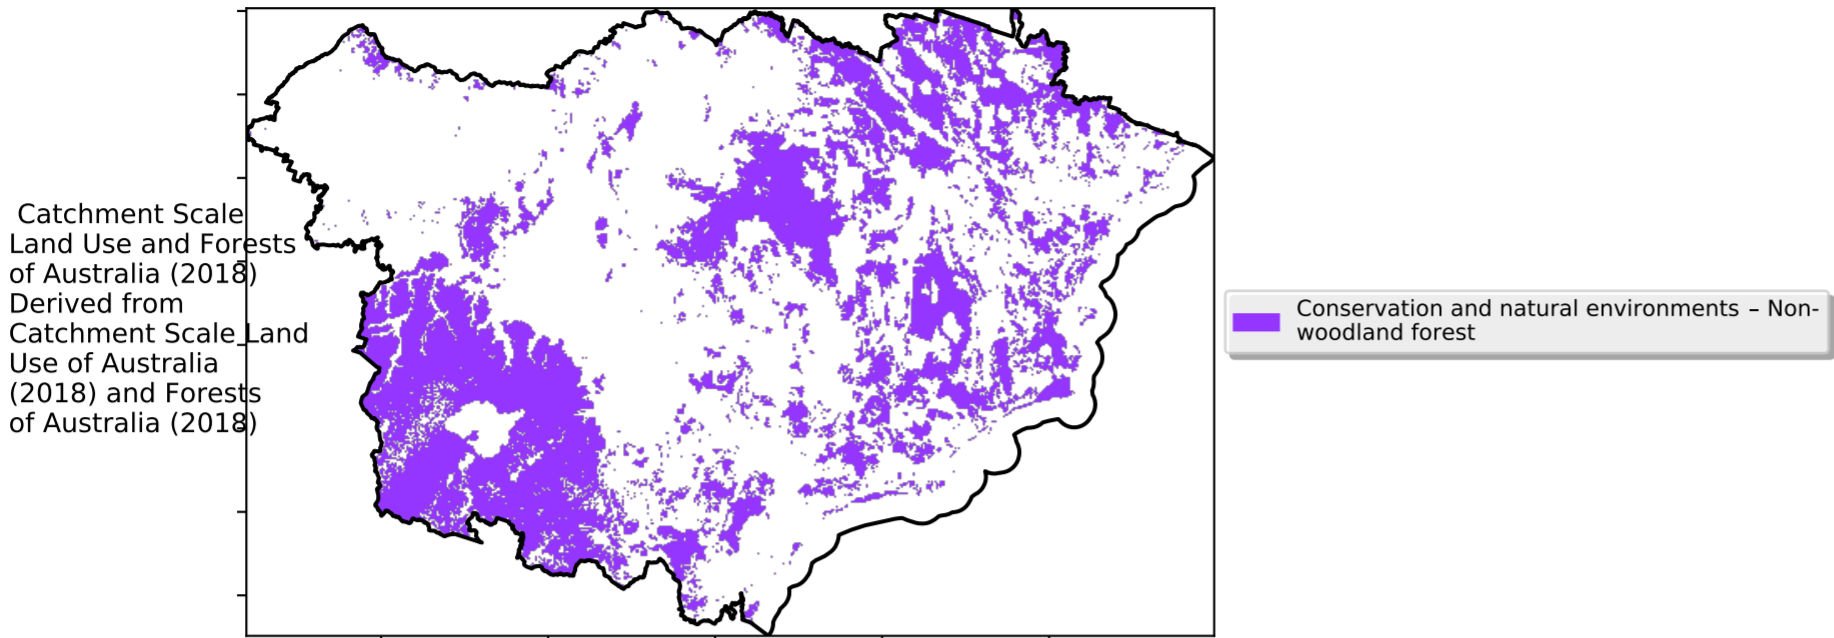 Catchment Scale
Land Use and Forests
of Australia (2018)
Derived from
Catchment Scale Land
Use of Australia
(2018) and Forests
of Australia (2018)
Conservation and natural environments – Non-
woodland forest